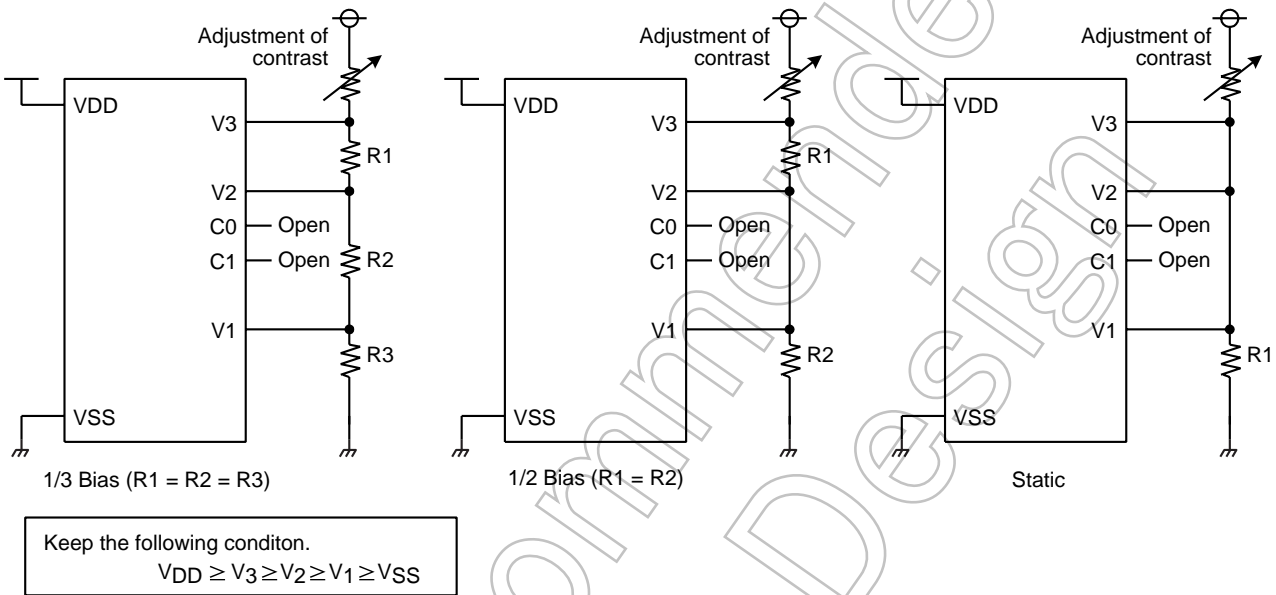 Adjustment of
contrast
VDD
V3
R1
V2
C0
Open
C1
Open
R2
V1
R3
VSS
1/3 Bias (R1 = R2 = R3)
Adjustment of
contrast
VDD
V3
R1
V2
C0
Open
C1
Open
V1
R2
VSS
1/2 Bias (R1 = R2)
Adjustment of
contrast
VDD
V3
V2
C0
Open
C1
Open
V1
R1
VSS
Static
Keep the following conditon.
VDD ≥ V3 ≥ V2 ≥ V1 ≥ VSS
Design